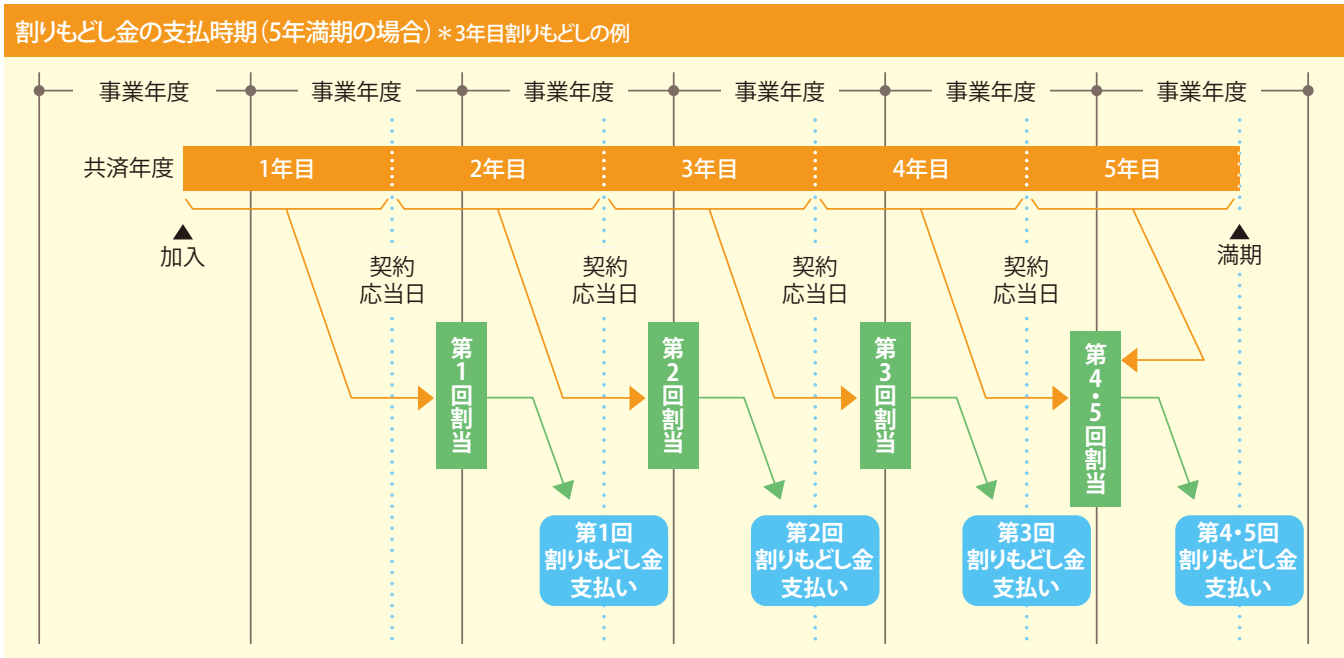 割りもどし金の支払時期(5年満期の場合)＊3年目割りもどしの例
事業年度 事業年度 事業年度 事業年度 事業年度 事業年度
共済年度 1年目 2年目 3年目 4年目 5年目
加入
満期
契約
応当日
契約
応当日
契約
応当日
契約
応当日
第1回割当
第2回割当
第3回割当
第4・5回割当
第1回
割りもどし金
支払い
第2回
割りもどし金
支払い
第3回
割りもどし金
支払い
第4・5回
割りもどし金
支払い